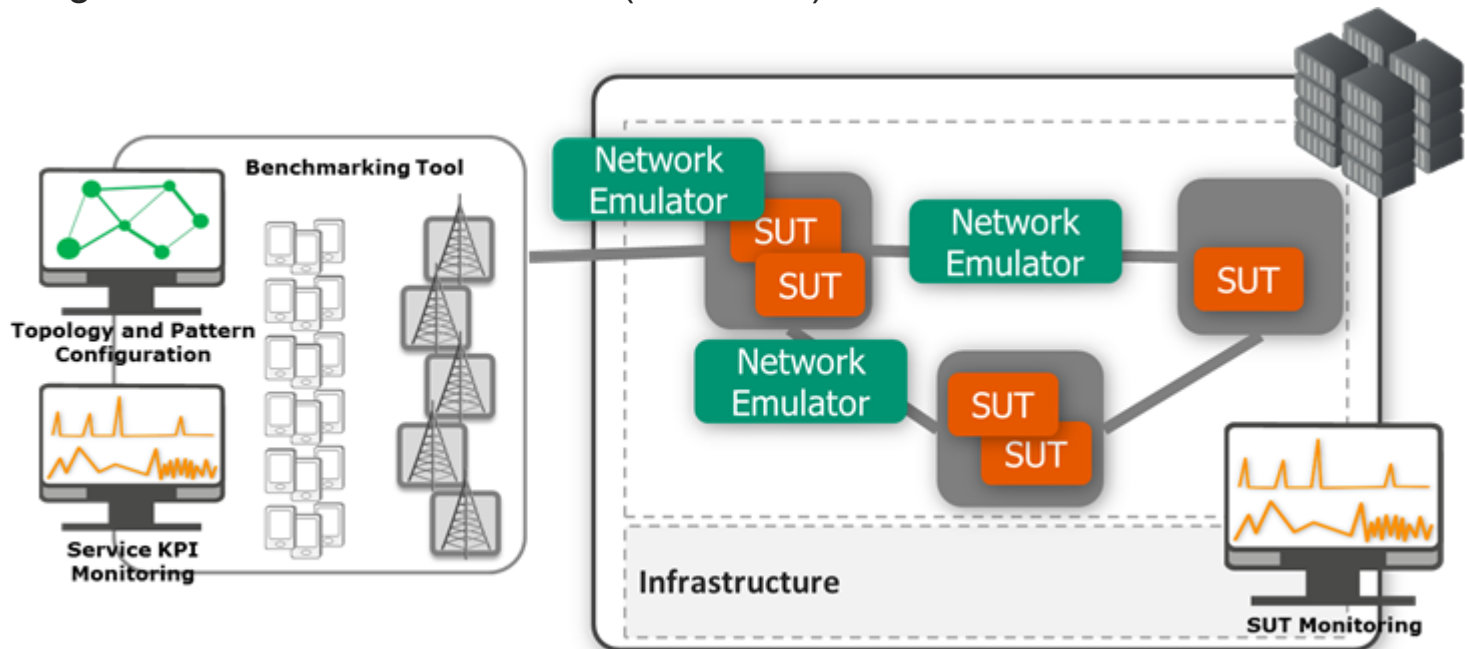 Benchmarking Tool
Topology and Pattern
Configuration
Service KPI
Monitoring
Network
Emulator
SUT
SUT
Network
Emulator
SUT
Network
Emulator
SUT
SUT
Infrastructure
SUT Monitoring